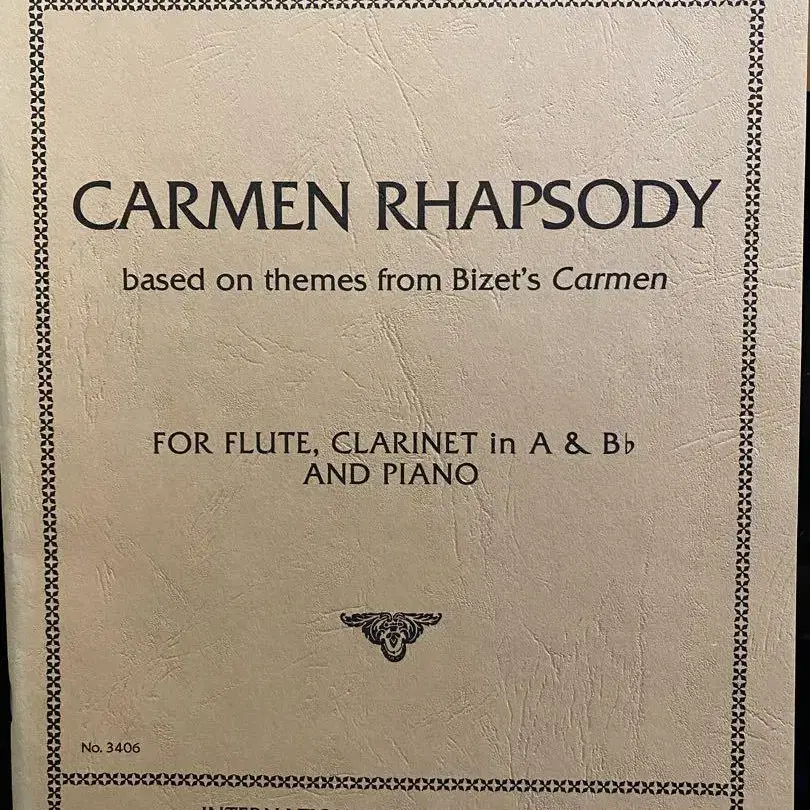 CARMEN RHAPSODY
based on themes from Bizet's Carmen
FOR FLUTE, CLARINET in A & B♭
AND PIANO
No. 3406